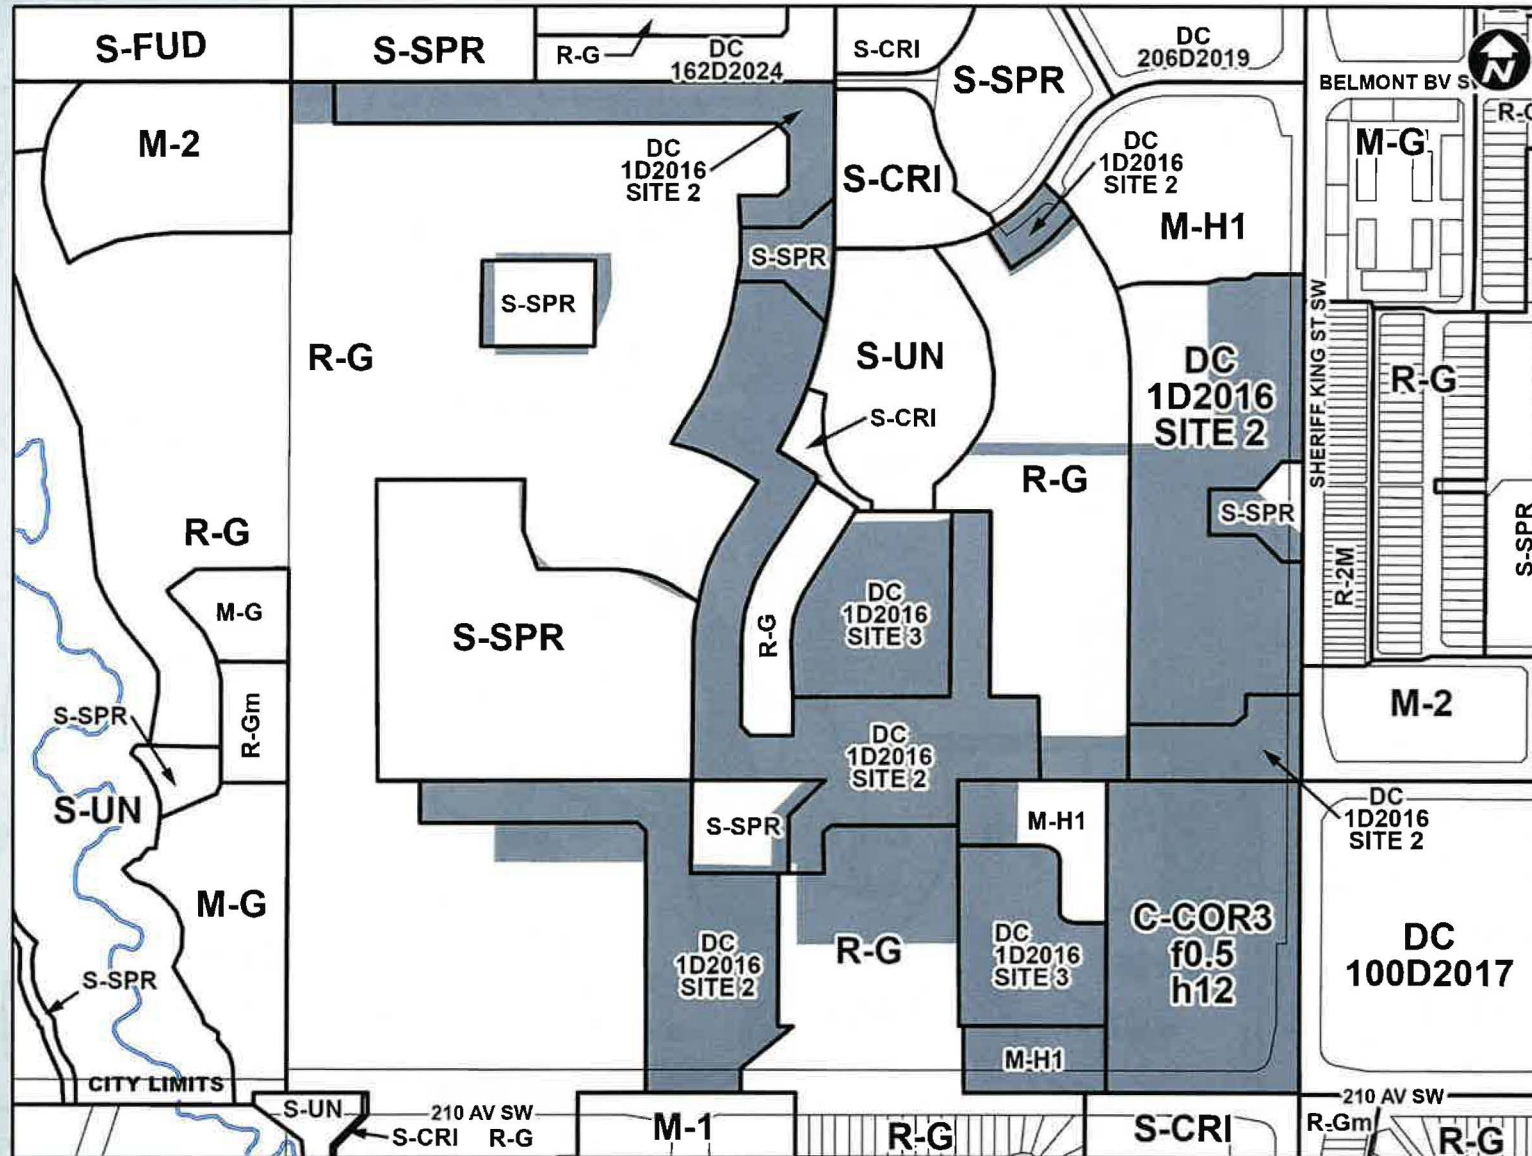 S-FUD
S-SPR
R-G
DC
162D2024
S-CRI
S-SPR
DC
206D2019
N
BELMONT BV S
M-2
DC
1D2016
SITE 2
S-CRI
DC
1D2016
SITE 2
M-H1
M-G
S-SPR
S-SPR
R-G
S-UN
DC
1D2016
SITE 2
SHERIFF KING ST SW
R-G
S-CRI
R-G
R-G
S-SPR
S-SPR
R-2M
M-G
S-SPR
R-G
DC
1D2016
SITE 3
S-SPR
R-Gm
DC
1D2016
SITE 2
M-2
S-UN
S-SPR
M-H1
DC
1D2016
SITE 2
M-G
S-SPR
DC
1D2016
SITE 2
R-G
DC
1D2016
SITE 3
C-COR3
f0.5
h12
DC
100D2017
M-H1
CITY LIMITS
S-UN
210 AV SW
S-CRI
R-G
M-1
R-G
S-CRI
210 AV SW
R-Gm
R-G